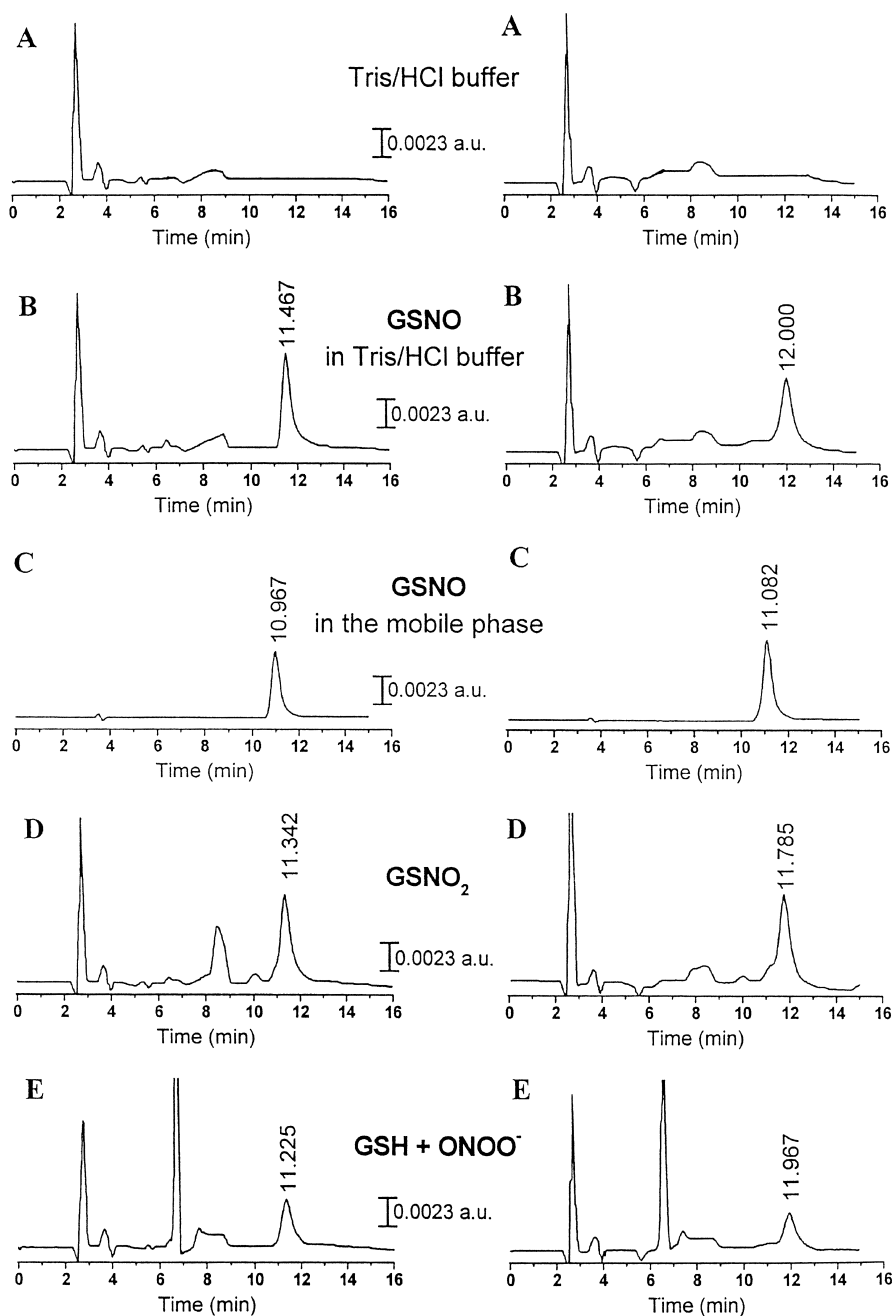 A
A
Tris/HCl buffer
0.0023 a.u.
0 2 4 6 8 10 12 14 16
Time (min)
0 2 4 6 8 10 12 14 16
Time (min)
B
B
11.467
GSNO
in Tris/HCl buffer
12.000
0.0023 a.u.
0 2 4 6 8 10 12 14 16
Time (min)
0 2 4 6 8 10 12 14 16
Time (min)
C
C
10.967
GSNO
in the mobile phase
11.082
0.0023 a.u.
0 2 4 6 8 10 12 14 16
Time (min)
0 2 4 6 8 10 12 14 16
Time (min)
D
D
11.342
GSNO₂
11.785
0.0023 a.u.
0 2 4 6 8 10 12 14 16
Time (min)
0 2 4 6 8 10 12 14 16
Time (min)
E
E
11.225
GSH + ONOO⁻
11.967
0.0023 a.u.
0 2 4 6 8 10 12 14 16
Time (min)
0 2 4 6 8 10 12 14 16
Time (min)